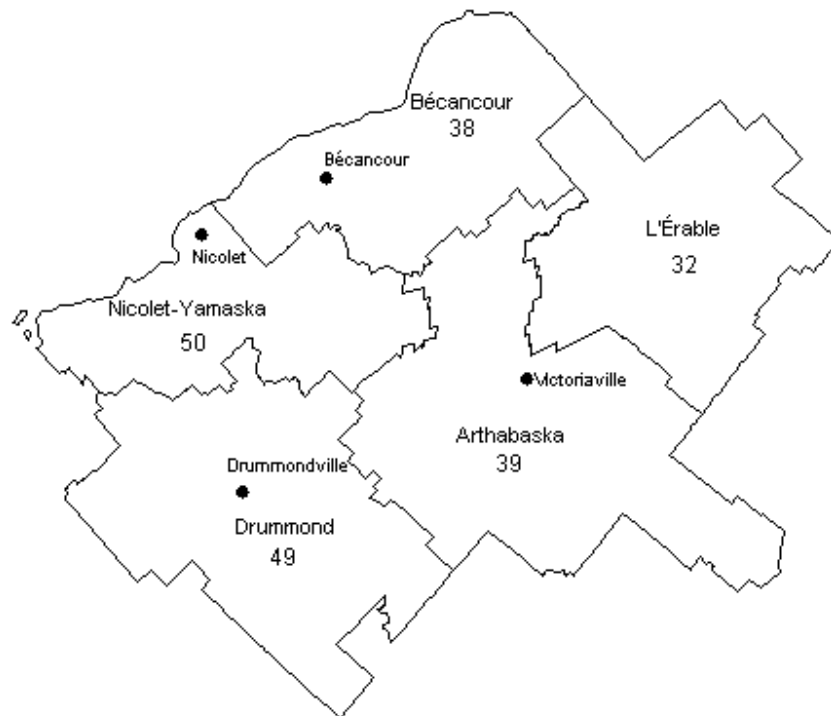 Bécancour
38
Bécancour
L'Érable
32
Nicolet
Nicolet-Yamaska
50
Victoriaville
Arthabaska
39
Drummondville
Drummond
49